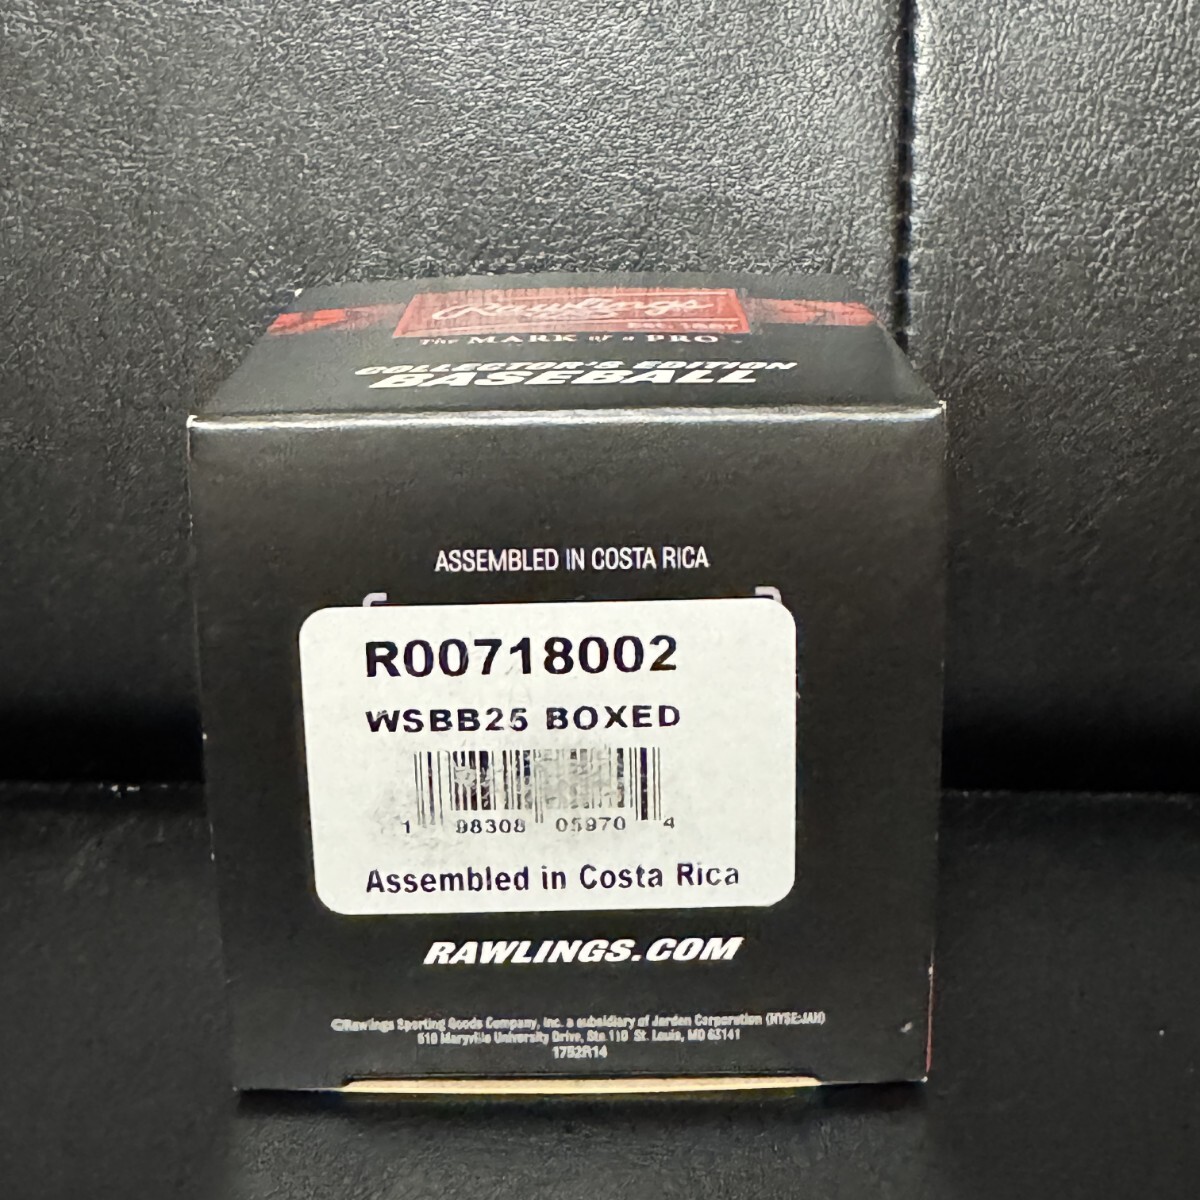 Rawlings
EST. 1887
The MARK of a PRO
COLLECTOR'S EDITION
BASEBALL
ASSEMBLED IN COSTA RICA
R00718002
WSBB25 BOXED
1 98308 05970 4
Assembled in Costa Rica
RAWLINGS.COM
©Rawlings Sporting Goods Company, Inc. a subsidiary of Jarden Corporation (NYSE:JAH)
510 Maryville University Drive, Ste. 110 St. Louis, MO 63141
1752R14